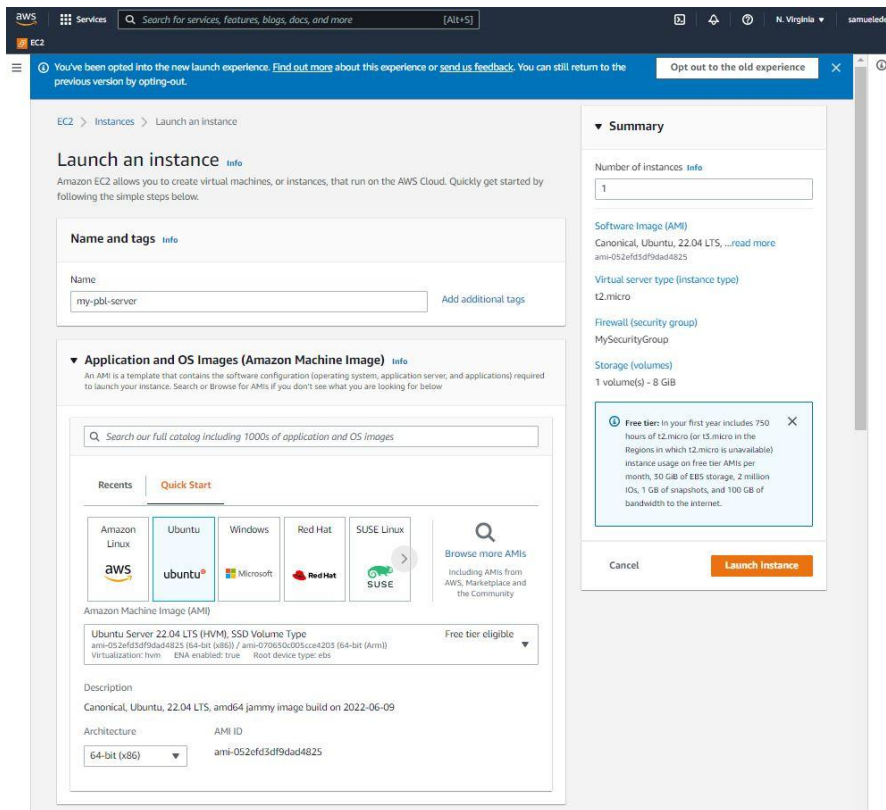 aws
Services
Search for services, features, blogs, docs, and more
[Alt+S]
N. Virginia
samuelede
EC2
You've been opted into the new launch experience. Find out more about this experience or send us feedback. You can still return to the
previous version by opting-out.
Opt out to the old experience
EC2 > Instances > Launch an instance
Launch an instance Info
Amazon EC2 allows you to create virtual machines, or instances, that run on the AWS Cloud. Quickly get started by
following the simple steps below.
Name and tags Info
Name
my-pbl-server
Add additional tags
Application and OS Images (Amazon Machine Image) Info
An AMI is a template that contains the software configuration (operating system, application server, and applications) required
to launch your instance. Search or Browse for AMIs if you don't see what you are looking for below
Search our full catalog including 1000s of application and OS images
Recents
Quick Start
Amazon
Linux
aws
Ubuntu
ubuntu
Windows
Microsoft
Red Hat
Red Hat
SUSE Linux
SUSE
Browse more AMIs
Including AMIs from
AWS, Marketplace and
the Community
Amazon Machine Image (AMI)
Ubuntu Server 22.04 LTS (HVM), SSD Volume Type
Free tier eligible
ami-052efd3df9dad4825 (64-bit (x86)) / ami-070650c005cce4203 (64-bit (Arm))
Virtualization: hvm ENA enabled: true Root device type: ebs
Description
Canonical, Ubuntu, 22.04 LTS, amd64 jammy image build on 2022-06-09
Architecture
AMI ID
64-bit (x86)
ami-052efd3df9dad4825
Summary
Number of instances Info
1
Software Image (AMI)
Canonical, Ubuntu, 22.04 LTS, ...read more
ami-052efd3df9dad4825
Virtual server type (instance type)
t2.micro
Firewall (security group)
MySecurityGroup
Storage (volumes)
1 volume(s) - 8 GiB
Free tier: In your first year includes 750
hours of t2.micro (or t3.micro in the
Regions in which t2.micro is unavailable)
instance usage on free tier AMIs per
month, 30 GiB of EBS storage, 2 million
IOs, 1 GB of snapshots, and 100 GB of
bandwidth to the internet.
Cancel
Launch instance